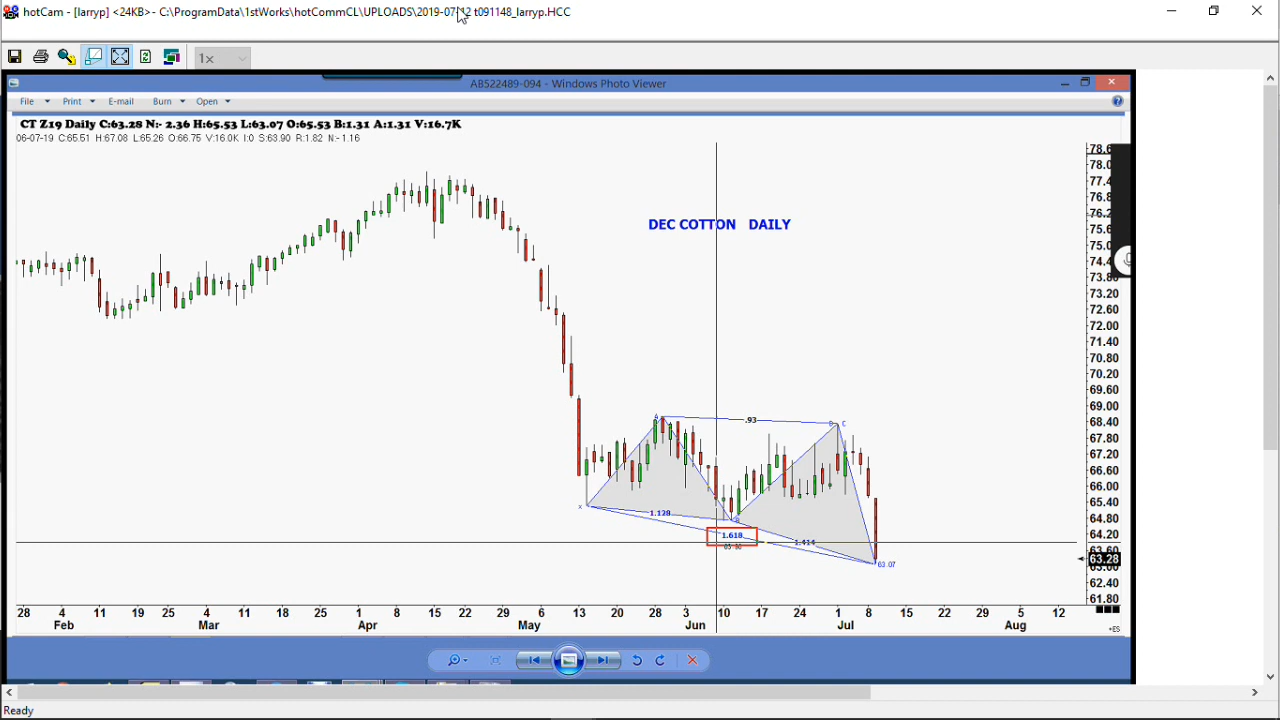 hotCam - [larryp] <24KB>- C:\ProgramData\1stWorks\hotCommCL\UPLOADS\2019-07-12 t091148_larryp.HCC
1x
AB522489-094 - Windows Photo Viewer
File Print E-mail Burn Open
CT Z19 Daily C:63.28 N:- 2.36 H:65.53 L:63.07 O:65.53 B:1.31 A:1.31 V:16.7K
06-07-19 C:65.51 H:67.08 L:65.26 O:66.75 V:16.0K I:0 S:63.90 R:1.82 N:-1.16
78.6
78.0
77.4
76.8
76.2
DEC COTTON DAILY
75.6
75.0
74.4
73.8
73.20
72.60
72.00
71.40
70.80
70.20
69.60
69.00
A .93 C
68.40
67.80
67.20
66.60
66.00
65.40
X 1.128 B
64.80
64.20
1.618
1.414
63.60
63.28
63.07
63.00
62.40
61.80
28 4 11 19 25 4 11 18 25 1 8 15 22 29 6 13 20 28 3 10 17 24 1 8 15 22 29 5 12
Feb Mar Apr May Jun Jul Aug
+ES
Ready